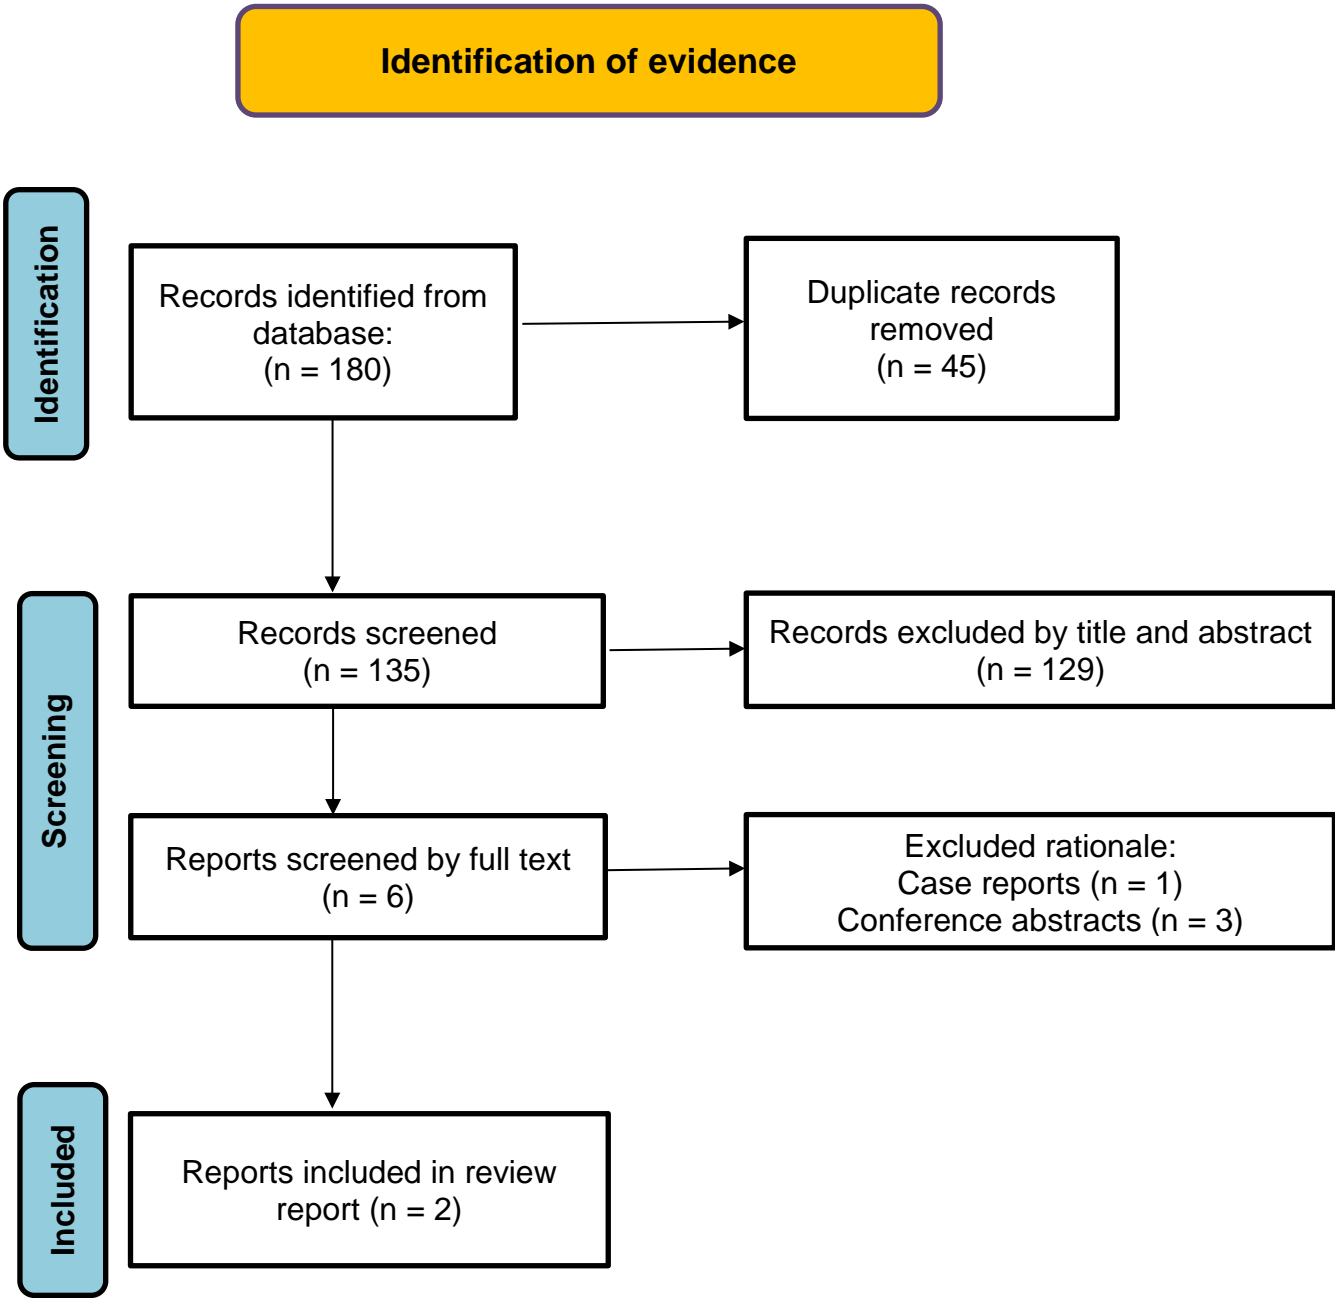 Identification of evidence
Identification
Records identified from
database:
(n = 180)
Duplicate records
removed
(n = 45)
Screening
Records screened
(n = 135)
Records excluded by title and abstract
(n = 129)
Reports screened by full text
(n = 6)
Excluded rationale:
Case reports (n = 1)
Conference abstracts (n = 3)
Included
Reports included in review
report (n = 2)